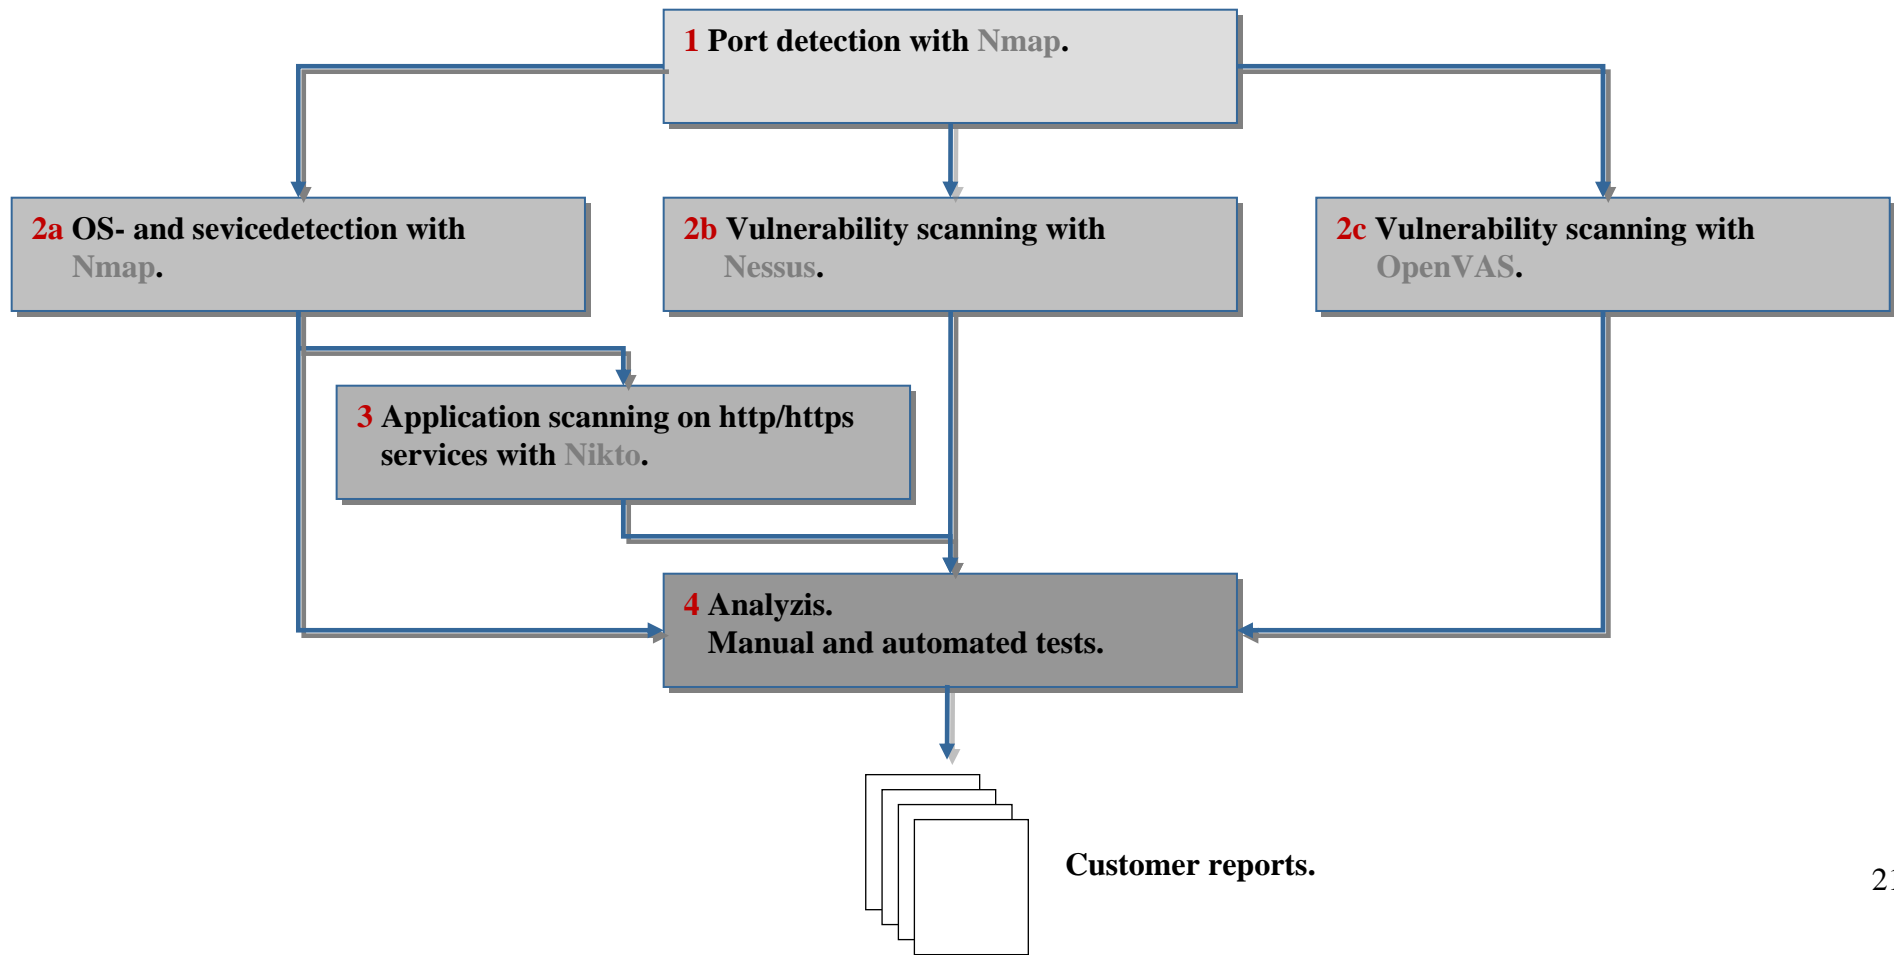 1 Port detection with Nmap.
2a OS- and sevicedetection with
Nmap.
2b Vulnerability scanning with
Nessus.
2c Vulnerability scanning with
OpenVAS.
3 Application scanning on http/https
services with Nikto.
4 Analyzis.
Manual and automated tests.
Customer reports.
21